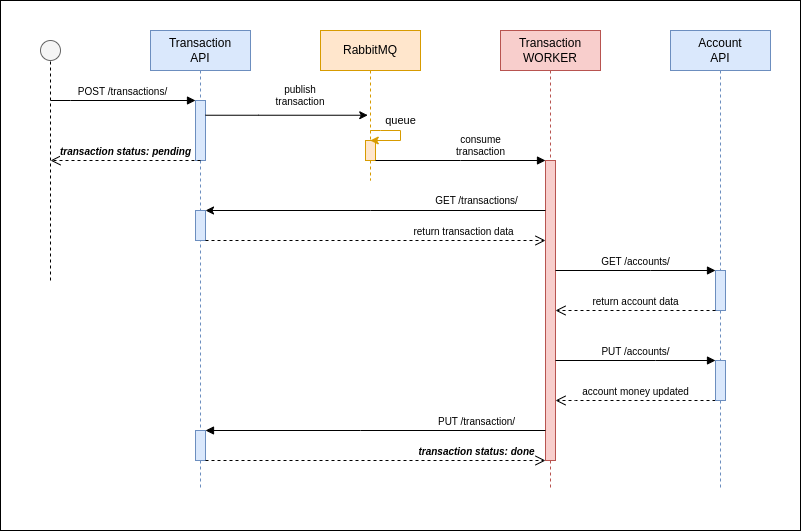 Transaction
API
RabbitMQ
Transaction
WORKER
Account
API
POST /transactions/
publish
transaction
queue
transaction status: pending
consume
transaction
GET /transactions/
return transaction data
GET /accounts/
return account data
PUT /accounts/
account money updated
PUT /transaction/
transaction status: done